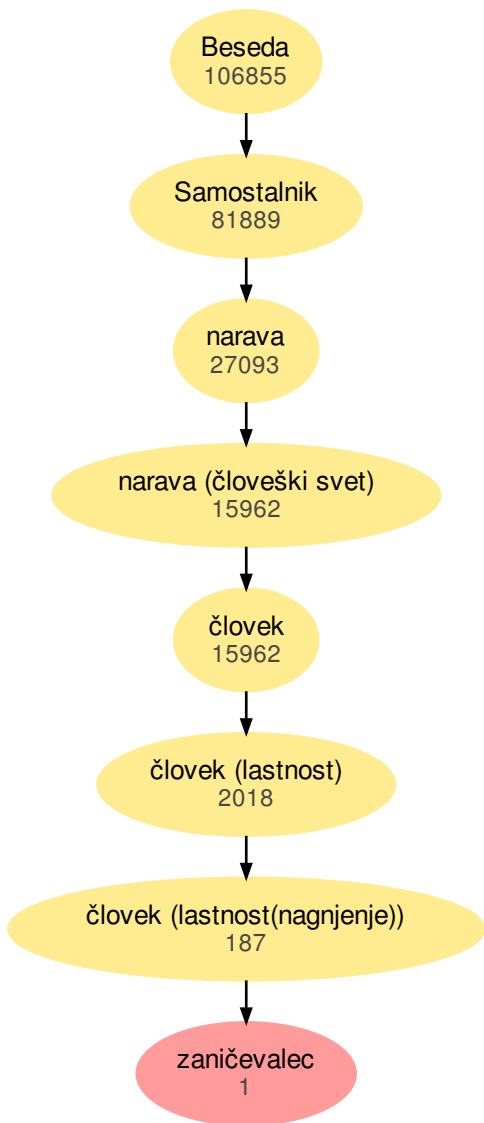 Beseda
106855
Samostalnik
81889
narava
27093
narava (človeški svet)
15962
človek
15962
človek (lastnost)
2018
človek (lastnost(nagnjenje))
187
zaničevalec
1